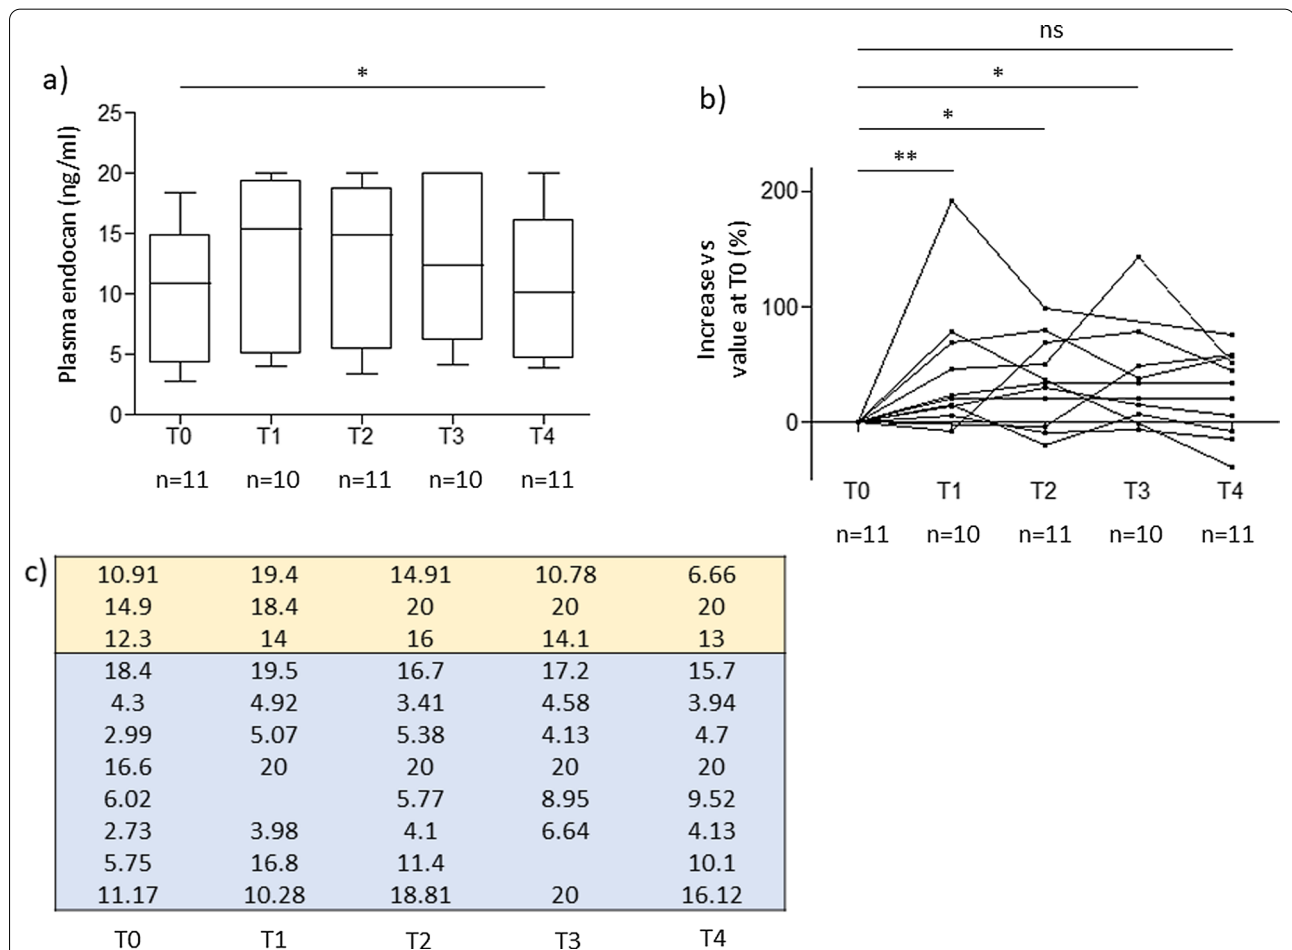 a)
*
Plasma endocan (ng/ml)
25
20
15
10
5
0
T0 T1 T2 T3 T4
n=11 n=10 n=11 n=10 n=11
b)
ns
*
*
**
Increase vs
value at T0 (%)
200
100
0
T0 T1 T2 T3 T4
n=11 n=10 n=11 n=10 n=11
c)
10.91 19.4 14.91 10.78 6.66
14.9 18.4 20 20 20
12.3 14 16 14.1 13
18.4 19.5 16.7 17.2 15.7
4.3 4.92 3.41 4.58 3.94
2.99 5.07 5.38 4.13 4.7
16.6 20 20 20 20
6.02 5.77 8.95 9.52
2.73 3.98 4.1 6.64 4.13
5.75 16.8 11.4 10.1
11.17 10.28 18.81 20 16.12
T0 T1 T2 T3 T4